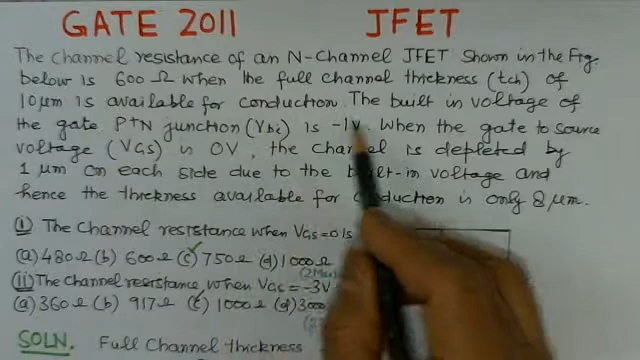 GATE 2011 JFET
The Channel resistance of an N-Channel JFET shown in the Fig
below is 600 Ω when the full channel thickness (tch) of
10μm is available for conduction. The built in voltage of
the gate P+N junction (Vbi) is -1V. When the gate to source
voltage (VGS) is 0V, the channel is depleted by
1 μm on each side due to the built-in voltage and
hence the thickness available for conduction is only 8 μm.
(i) The Channel resistance when VGS=0 is
(a) 480Ω (b) 600Ω (c) 750Ω (d) 1000Ω
(ii) The Channel resistance when VGS = -3V
(a) 360Ω (b) 917Ω (c) 1000Ω (d) 3000
SOLN. Full Channel thickness